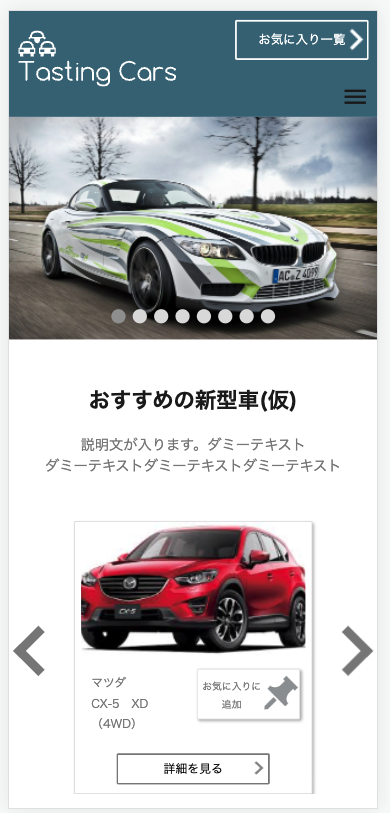 お気に入り一覧
Tasting Cars
AC Z 4099
おすすめの新型車(仮)
説明文が入ります。ダミーテキスト
ダミーテキストダミーテキストダミーテキスト
CX-5
マツダ
CX-5　XD
（4WD）
お気に入りに
追加
詳細を見る